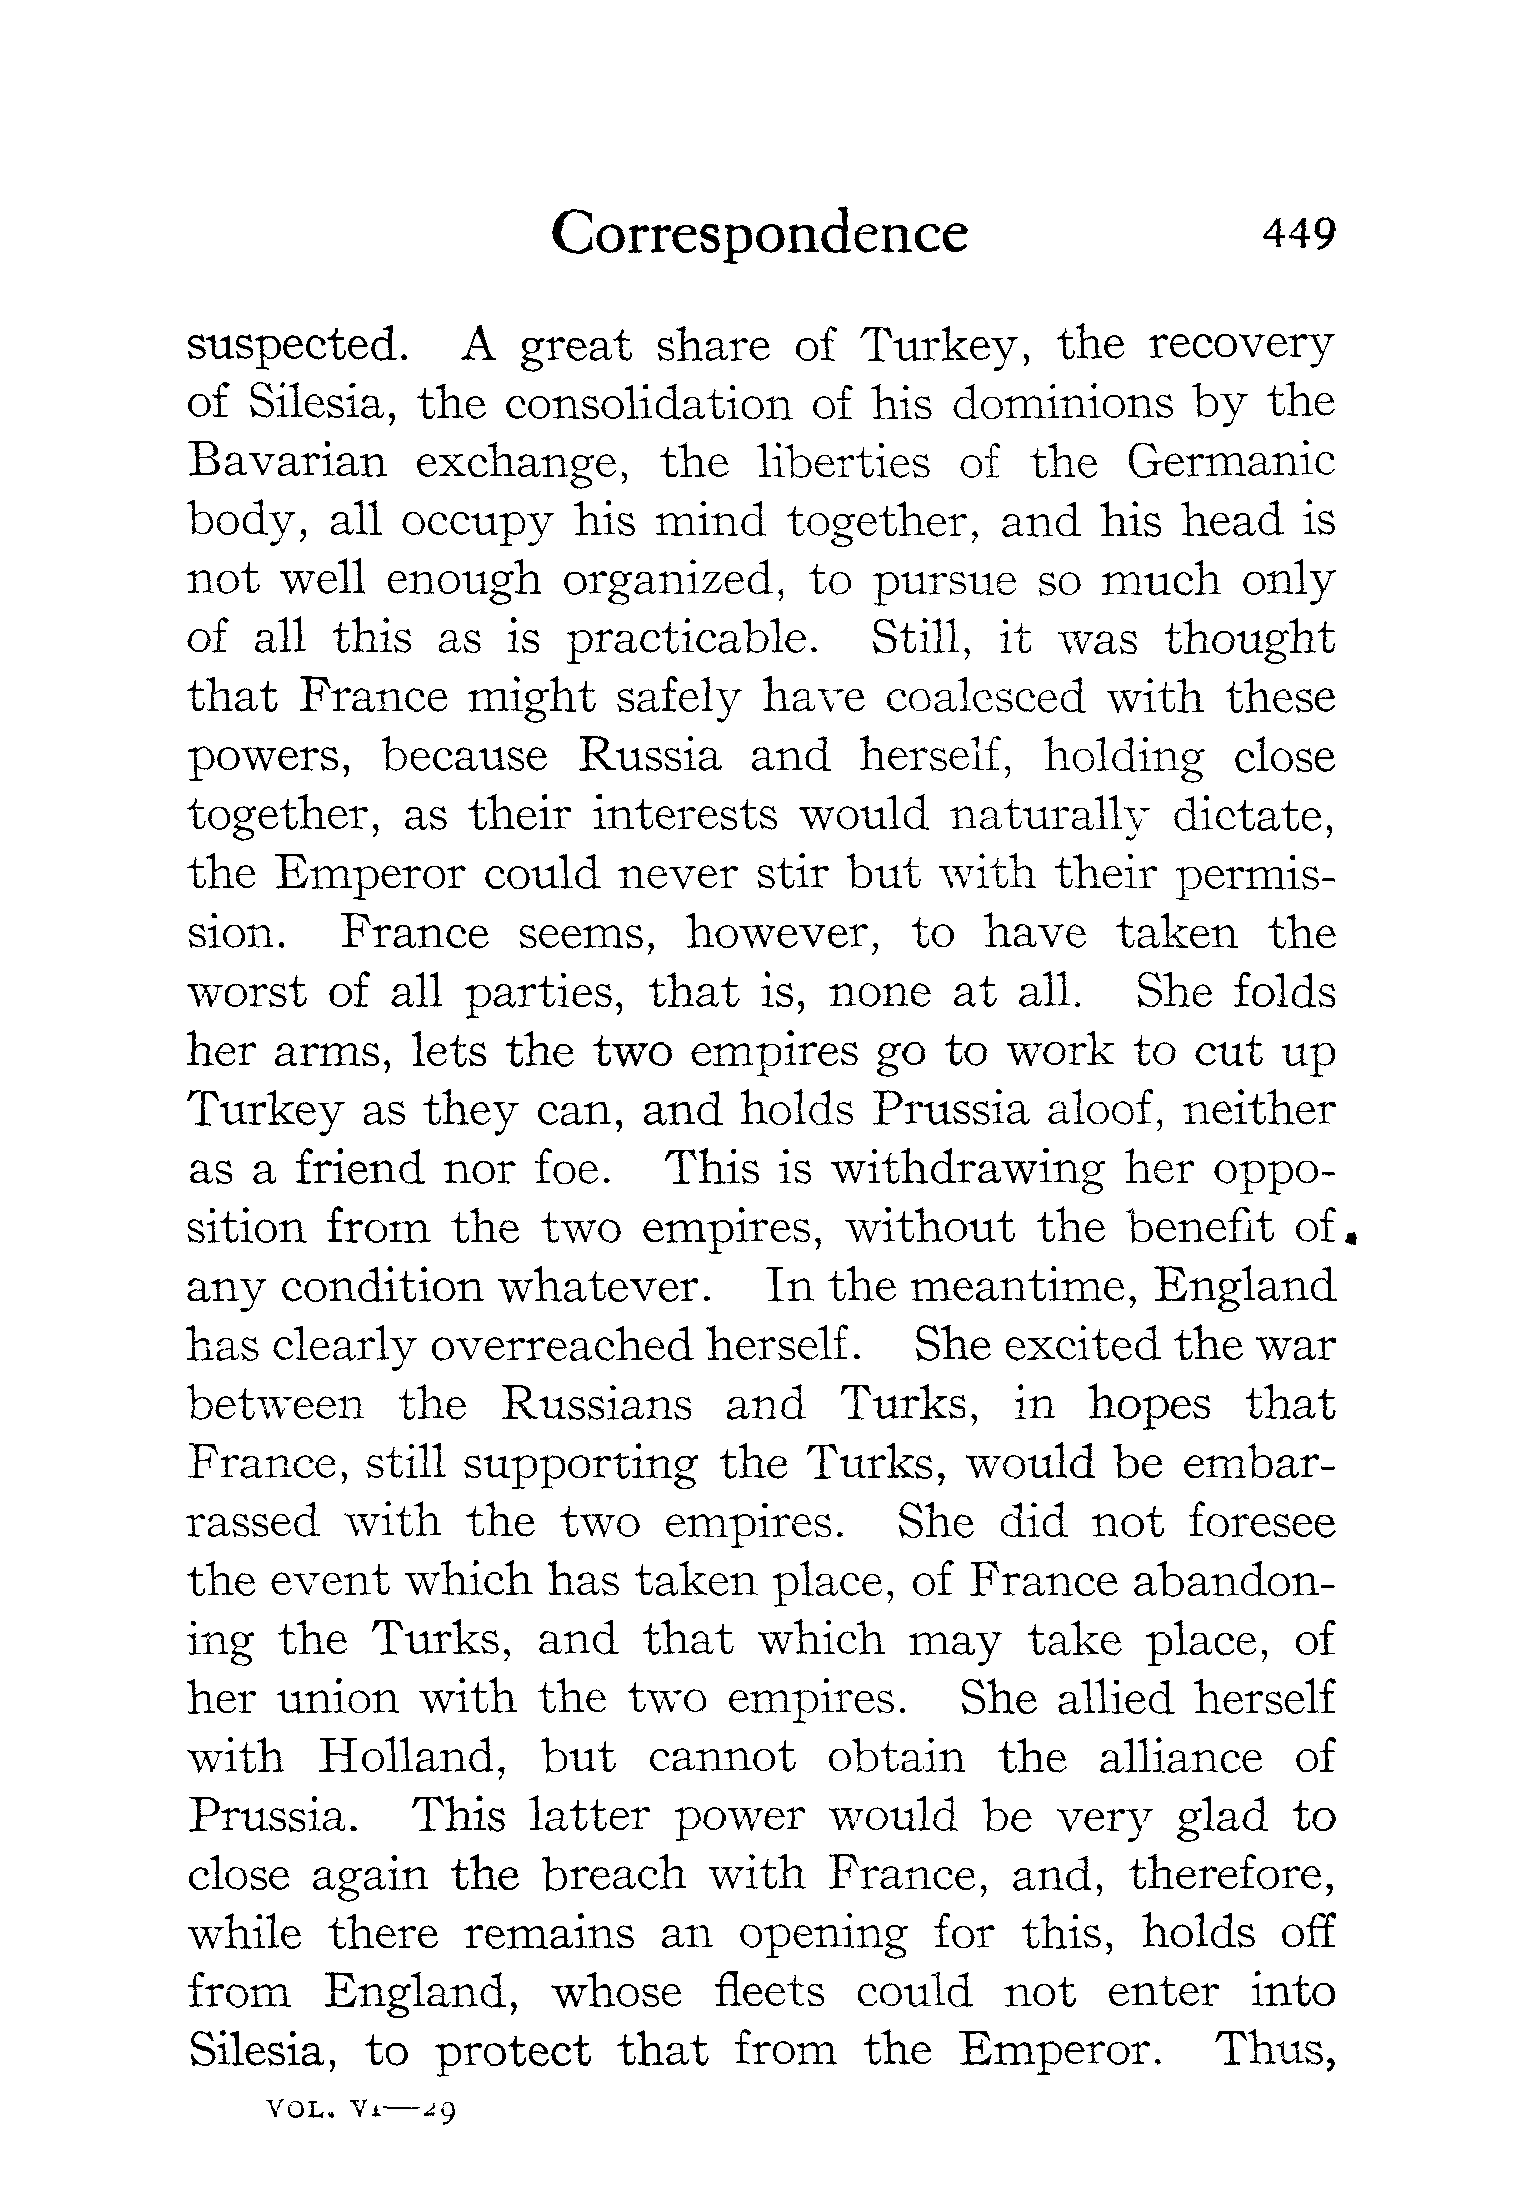 Correspondence 449
suspected. A great share of Turkey, the recovery
of Silesia, the consolidation of his dominions by the
Bavarian exchange, the liberties of the Germanic
body, all occupy his mind together, and his head is
not well enough organized, to pursue so much only
of all this as is practicable. Still, it was thought
that France might safely have coalesced with these
powers, because Russia and herself, holding close
together, as their interests would naturally dictate,
the Emperor could never stir but with their permis-
sion. France seems, however, to have taken the
worst of all parties, that is, none at all. She folds
her arms, lets the two empires go to work to cut up
Turkey as they can, and holds Prussia aloof, neither
as a friend nor foe. This is withdrawing her oppo-
sition from the two empires, without the benefit of
any condition whatever. In the meantime, England
has clearly overreached herself. She excited the war
between the Russians and Turks, in hopes that
France, still supporting the Turks, would be embar-
rassed with the two empires. She did not foresee
the event which has taken place, of France abandon-
ing the Turks, and that which may take place, of
her union with the two empires. She allied herself
with Holland, but cannot obtain the alliance of
Prussia. This latter power would be very glad to
close again the breach with France, and, therefore,
while there remains an opening for this, holds off
from England, whose fleets could not enter into
Silesia, to protect that from the Emperor. Thus,
VOL. VI—29